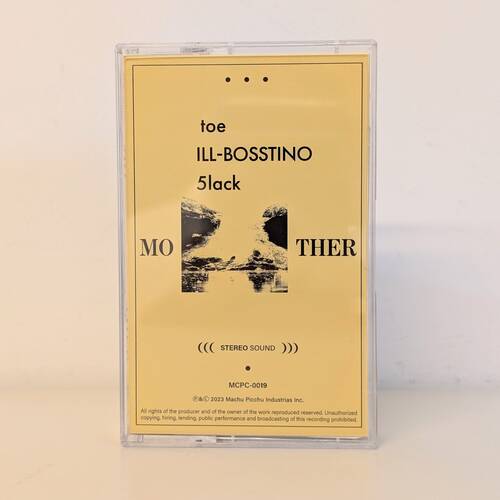 toe
ILL-BOSSTINO
5lack
MO THER
((( STEREO SOUND )))
MCPC-0019
Ⓟ&Ⓒ 2023 Machu Picchu Industrias Inc.
All rights of the producer and of the owner of the work reproduced reserved. Unauthorized
copying, hiring, lending, public performance and broadcasting of this recording prohibited.